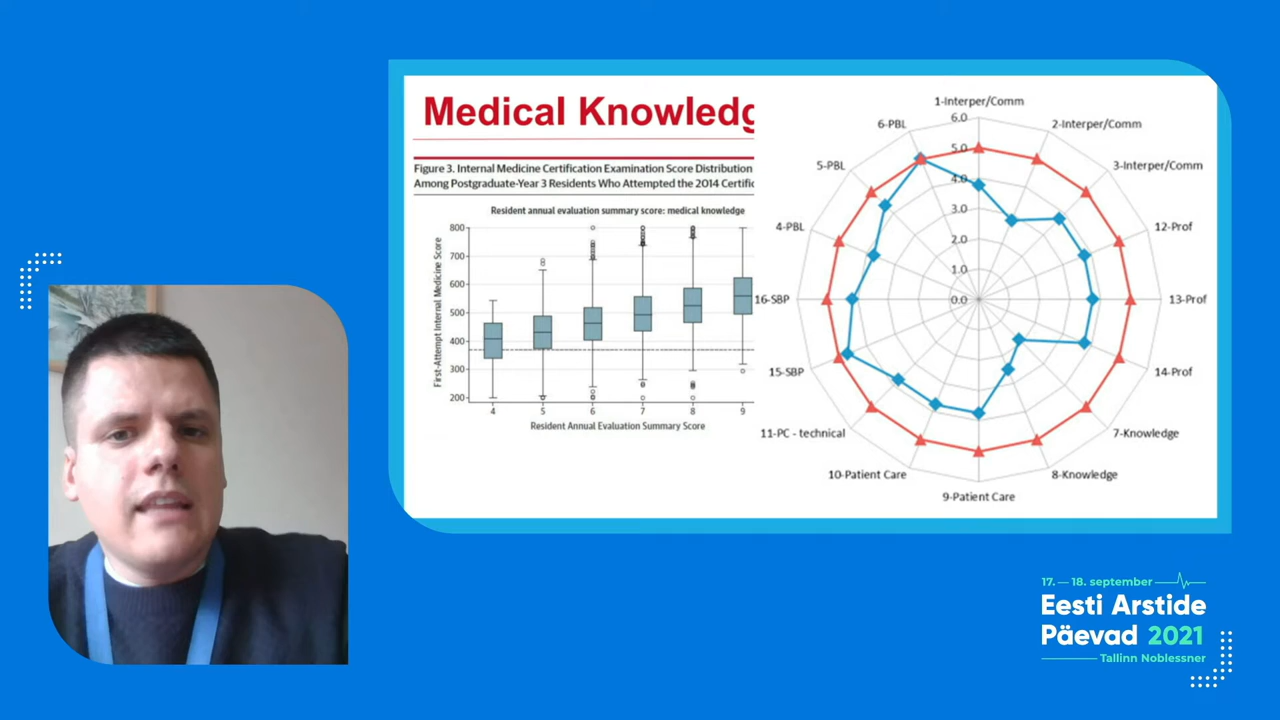 Medical Knowledg
Figure 3. Internal Medicine Certification Examination Score Distribution
Among Postgraduate-Year 3 Residents Who Attempted the 2014 Certific
Resident annual evaluation summary score: medical knowledge
First-Attempt Internal Medicine Score
800
700
600
500
400
300
200
4 5 6 7 8 9
Resident Annual Evaluation Summary Score
1-Interper/Comm
2-Interper/Comm
3-Interper/Comm
12-Prof
13-Prof
14-Prof
7-Knowledge
8-Knowledge
9-Patient Care
10-Patient Care
11-PC - technical
15-SBP
16-SBP
4-PBL
5-PBL
6-PBL
6.0
5.0
4.0
3.0
2.0
1.0
0.0
17. — 18. september
Eesti Arstide
Päevad 2021
Tallinn Noblessner